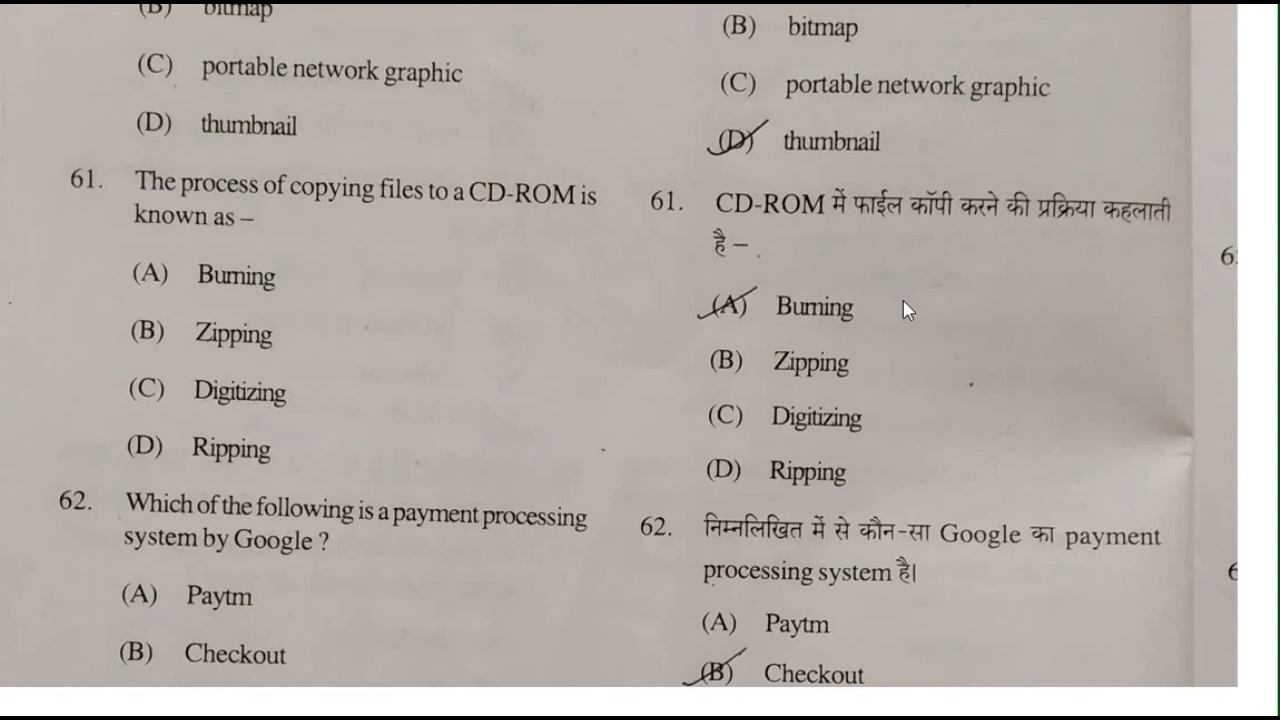 (B) bitmap
(C) portable network graphic
(D) thumbnail
61. The process of copying files to a CD-ROM is
known as –
(A) Burning
(B) Zipping
(C) Digitizing
(D) Ripping
62. Which of the following is a payment processing
system by Google ?
(A) Paytm
(B) Checkout
(B) bitmap
(C) portable network graphic
(D) thumbnail
61. CD-ROM में फाईल कॉपी करने की प्रक्रिया कहलाती
है –
(A) Burning
(B) Zipping
(C) Digitizing
(D) Ripping
62. निम्नलिखित में से कौन-सा Google का payment
processing system है।
(A) Paytm
(B) Checkout